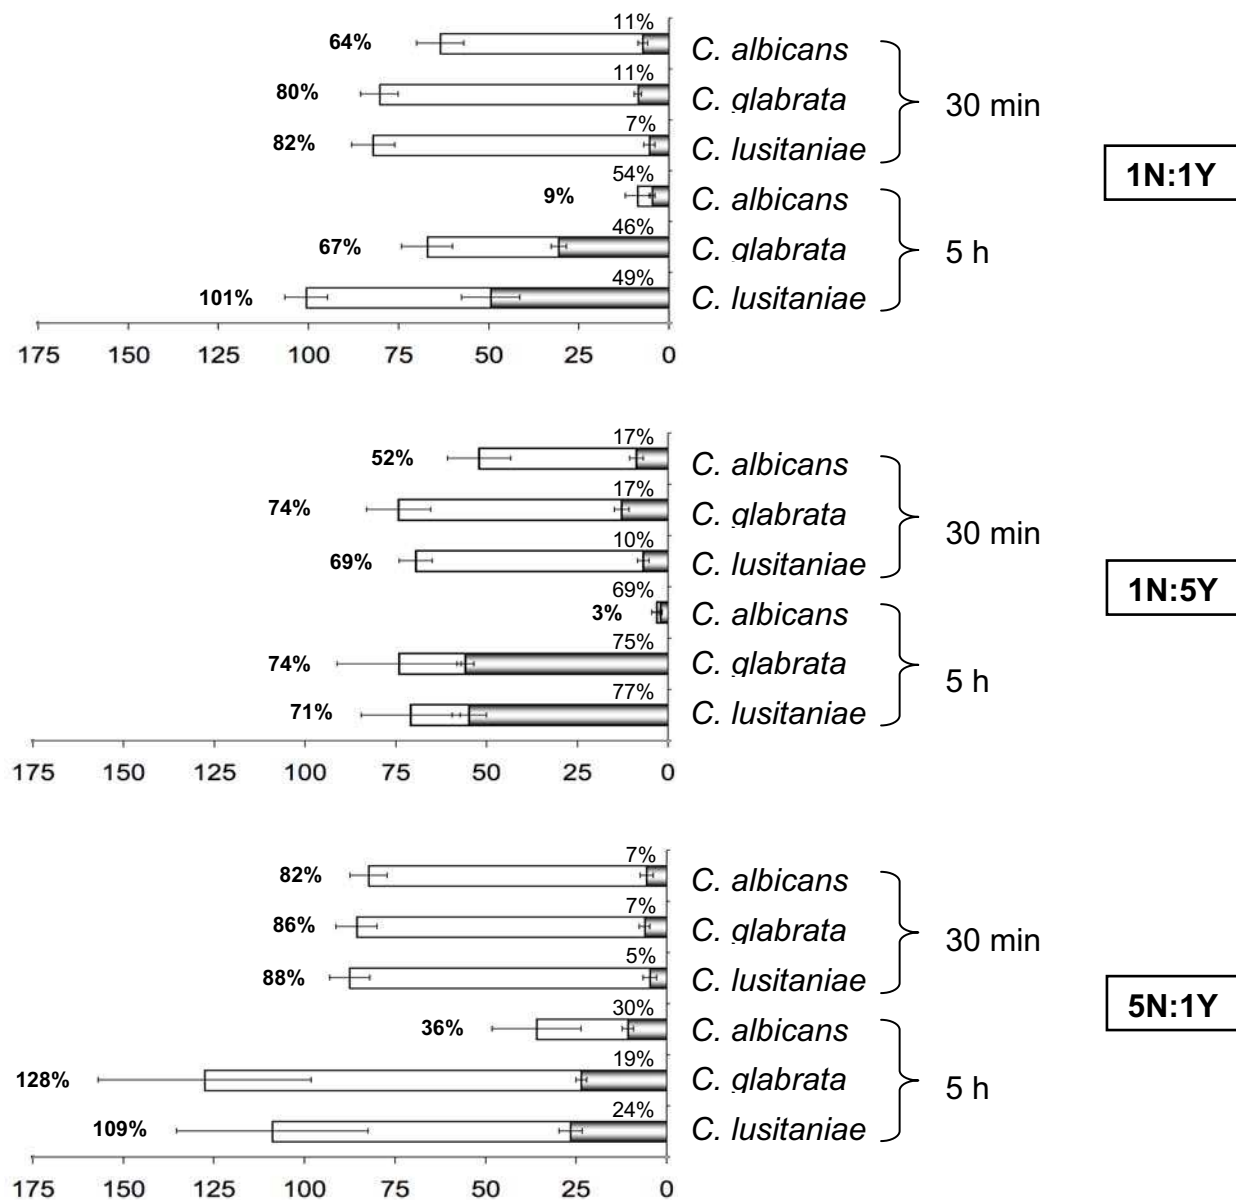 11%
64%
C. albicans
11%
80%
C. glabrata
30 min
7%
82%
C. lusitaniae
1N:1Y
54%
9%
C. albicans
46%
67%
C. glabrata
5 h
49%
101%
C. lusitaniae
175 150 125 100 75 50 25 0
17%
52%
C. albicans
17%
74%
C. glabrata
30 min
10%
69%
C. lusitaniae
1N:5Y
69%
3%
C. albicans
75%
74%
C. glabrata
5 h
77%
71%
C. lusitaniae
175 150 125 100 75 50 25 0
7%
82%
C. albicans
7%
86%
C. glabrata
30 min
5%
88%
C. lusitaniae
5N:1Y
30%
36%
C. albicans
19%
128%
C. glabrata
5 h
24%
109%
C. lusitaniae
175 150 125 100 75 50 25 0